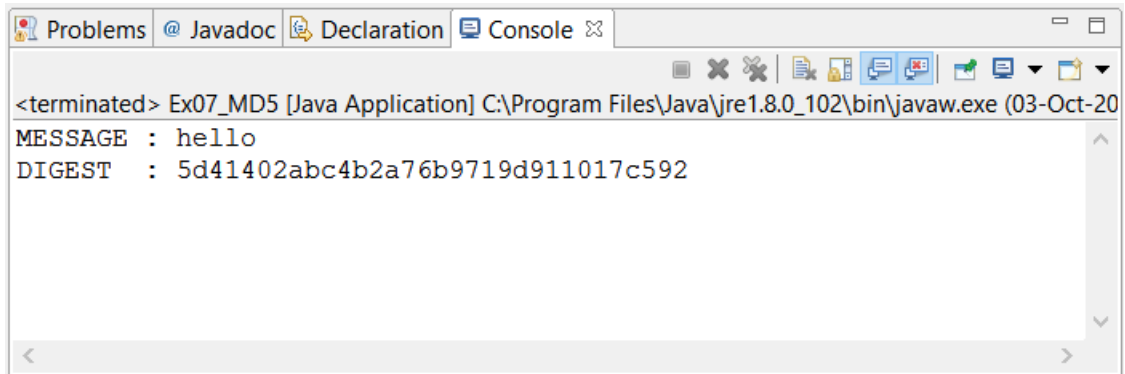 Problems @ Javadoc Declaration Console
<terminated> Ex07_MD5 [Java Application] C:\Program Files\Java\jre1.8.0_102\bin\javaw.exe (03-Oct-20
MESSAGE : hello
DIGEST  : 5d41402abc4b2a76b9719d911017c592